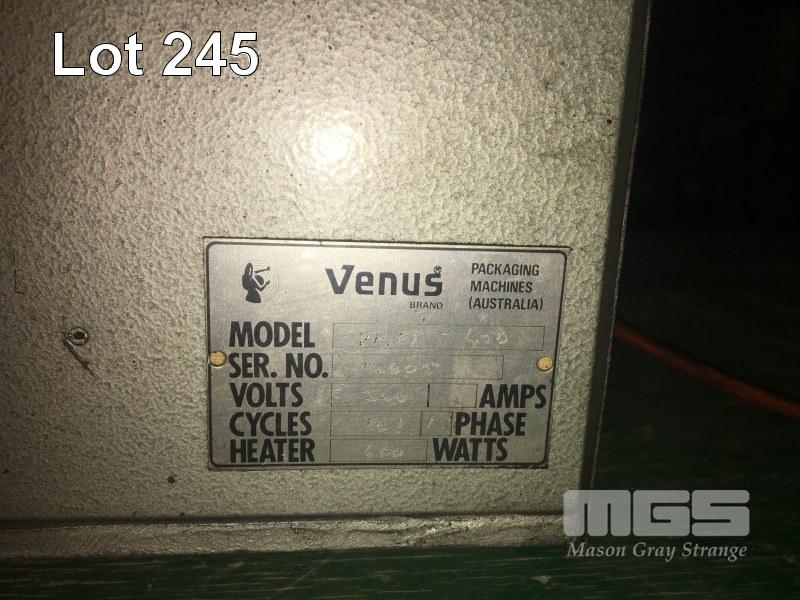 Lot 245
Venus
BRAND
PACKAGING
MACHINES
(AUSTRALIA)
MODEL 400
SER. NO.
VOLTS AMPS
CYCLES PHASE
HEATER WATTS
MGS
Mason Gray Strange